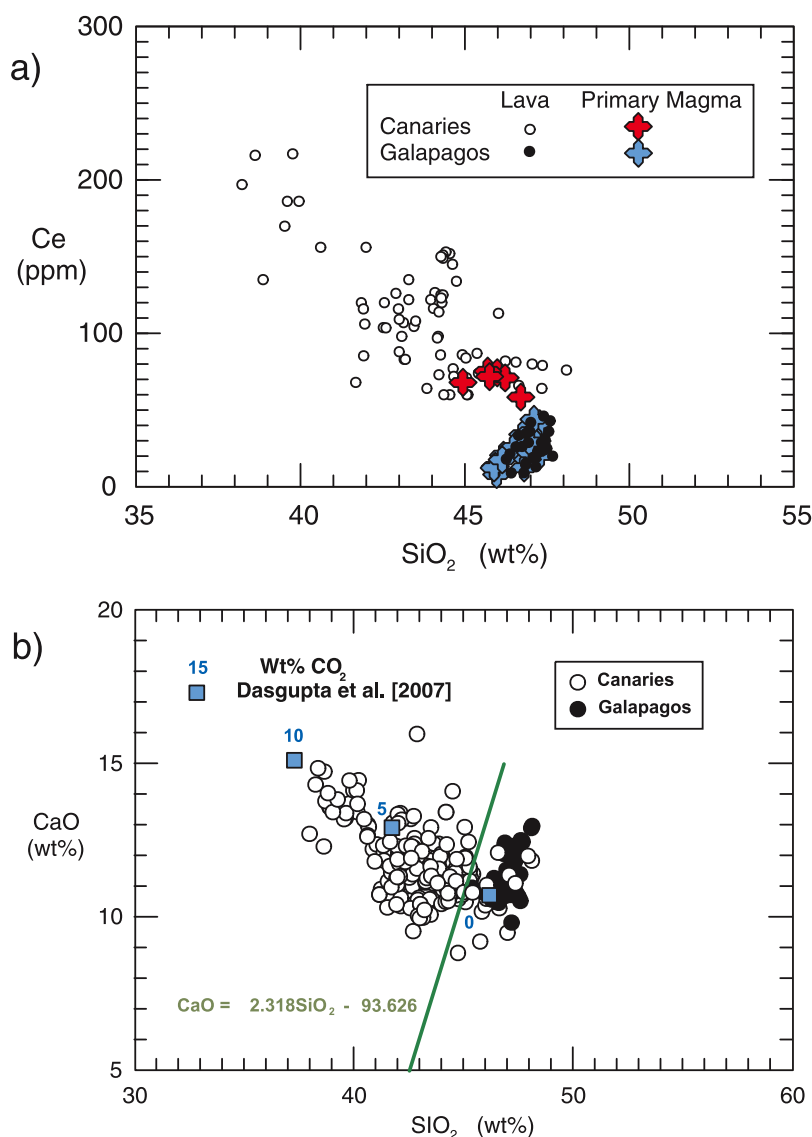 a)
300
200
100
0
Ce
(ppm)
Lava Primary Magma
Canaries
Galapagos
35 40 45 50 55
SiO2 (wt%)
b)
20
15
10
5
CaO
(wt%)
15 Wt% CO2
Dasgupta et al. [2007]
10
5
0
Canaries
Galapagos
CaO = 2.318SiO2 - 93.626
30 40 50 60
SIO2 (wt%)